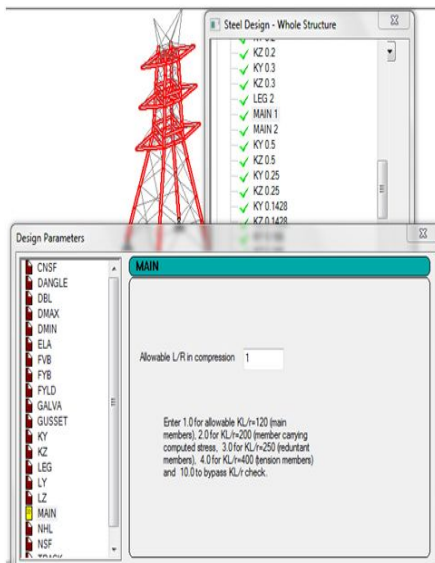 Steel Design - Whole Structure
KZ 0.2
KY 0.3
KZ 0.3
LEG 2
MAIN 1
MAIN 2
KY 0.5
KZ 0.5
KY 0.25
KZ 0.25
KY 0.1428
KZ 0.1428
Design Parameters
CNSF
DANGLE
DBL
DMAX
DMIN
ELA
FVB
FYB
FYLD
GALVA
GUSSET
KY
KZ
LEG
LY
LZ
MAIN
NHL
NSF
TRACK
MAIN
Allowable L/R in compression 1
Enter 1.0 for allowable KL/r=120 (main
members), 2.0 for KL/r=200 (member carrying
computed stress, 3.0 for KL/r=250 (reduntant
members), 4.0 for KL/r=400 (tension members)
and 10.0 to bypass KL/r check.